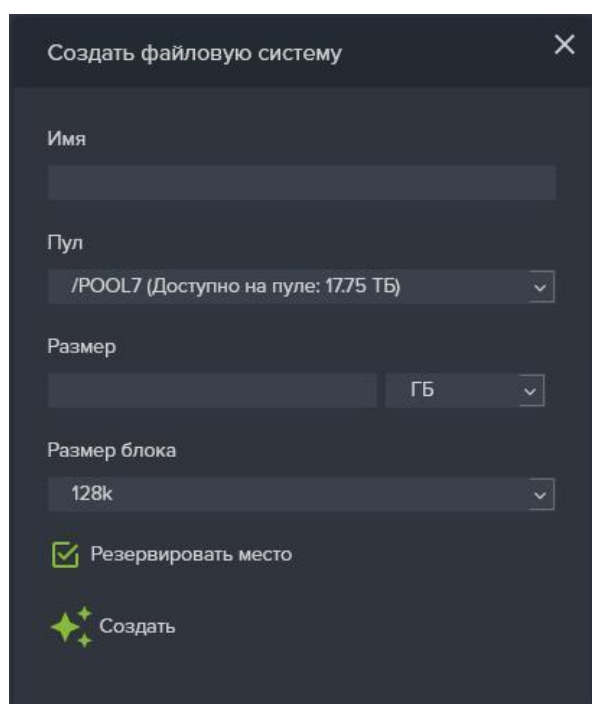 Создать файловую систему
Имя
Пул
/POOL7 (Доступно на пуле: 17.75 ТБ)
Размер
ГБ
Размер блока
128k
Резервировать место
Создать